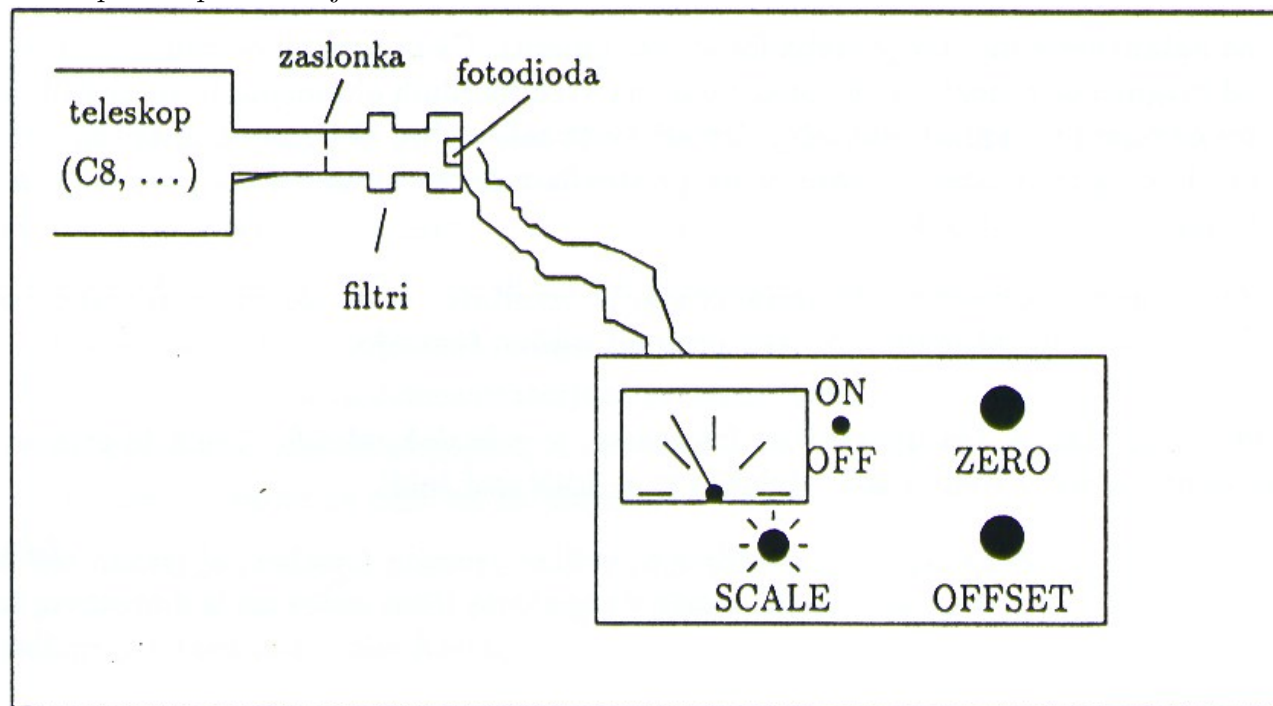 zaslonka
fotodioda
teleskop
(C8, ...)
filtri
ON
OFF
ZERO
SCALE
OFFSET